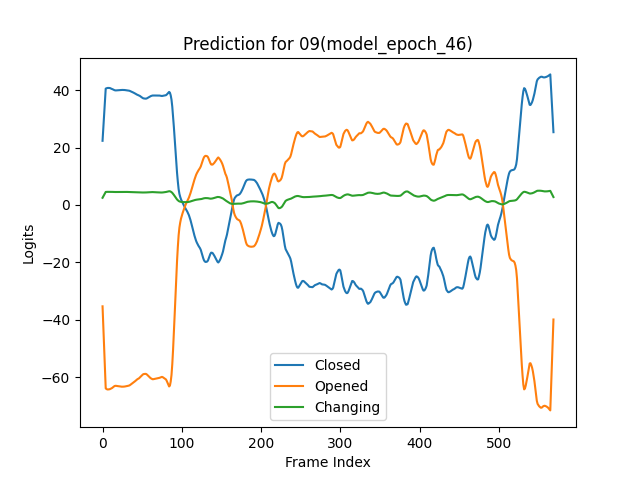 Prediction for 09(model_epoch_46)
Logits
40
20
0
−20
−40
−60
Closed
Opened
Changing
0 100 200 300 400 500
Frame Index